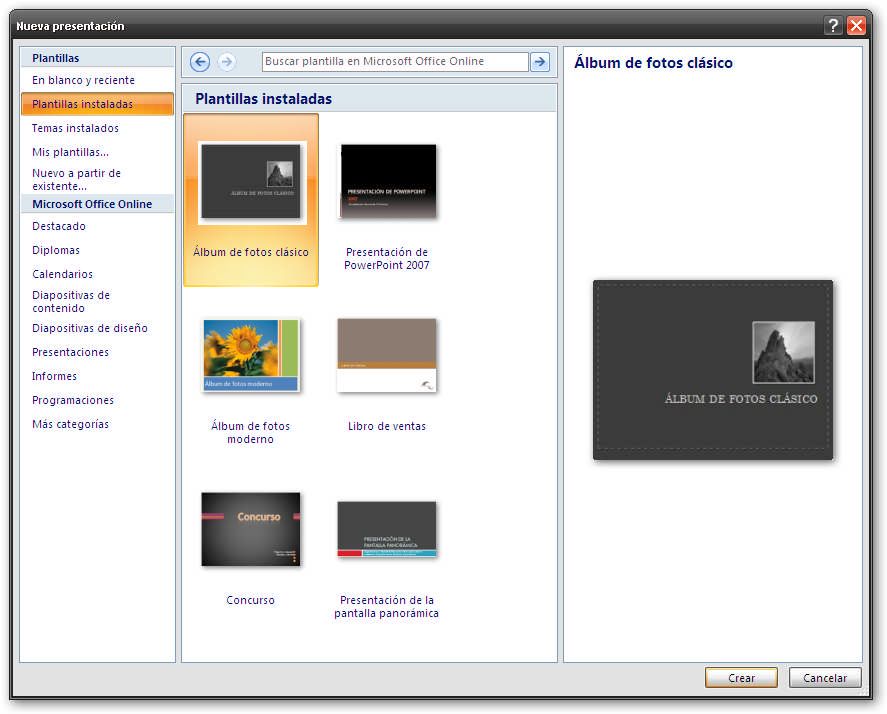 Nueva presentación
Plantillas
En blanco y reciente
Plantillas instaladas
Temas instalados
Mis plantillas...
Nuevo a partir de
existente...
Microsoft Office Online
Destacado
Diplomas
Calendarios
Diapositivas de
contenido
Diapositivas de diseño
Presentaciones
Informes
Programaciones
Más categorías
Buscar plantilla en Microsoft Office Online
Plantillas instaladas
ÁLBUM DE FOTOS CLÁSICO
Álbum de fotos clásico
PRESENTACIÓN DE POWERPOINT
2007
Presentación de
PowerPoint 2007
Álbum de fotos moderno
Álbum de fotos
moderno
Libro de ventas
Concurso
Concurso
PRESENTACIÓN DE LA
PANTALLA PANORÁMICA
Presentación de la
pantalla panorámica
Álbum de fotos clásico
ÁLBUM DE FOTOS CLÁSICO
Crear
Cancelar